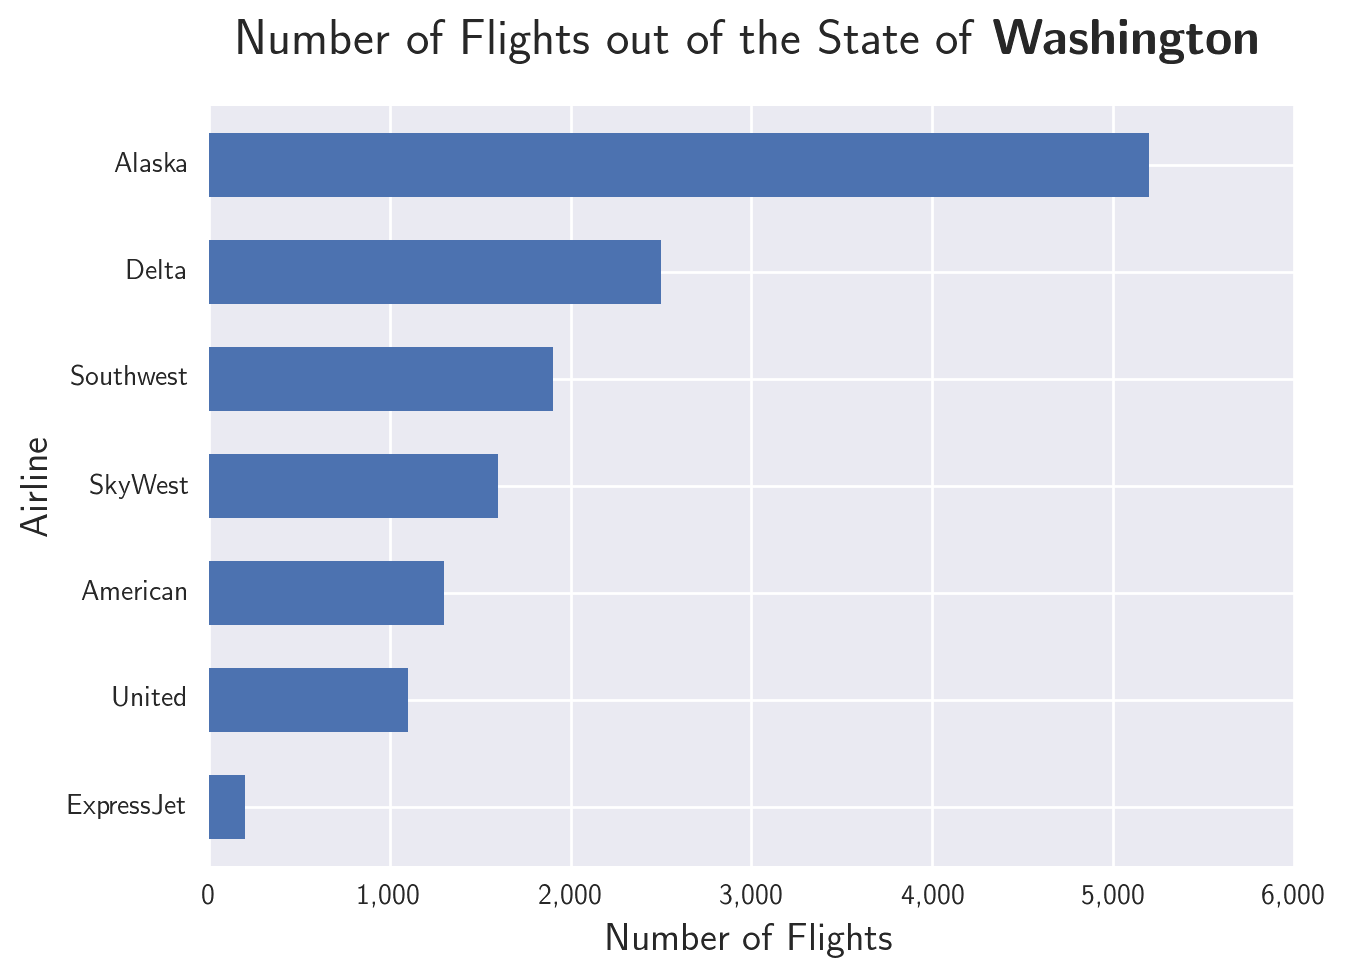 Number of Flights out of the State of Washington
Alaska
Delta
Southwest
SkyWest
American
United
ExpressJet
Airline
0 1,000 2,000 3,000 4,000 5,000 6,000
Number of Flights